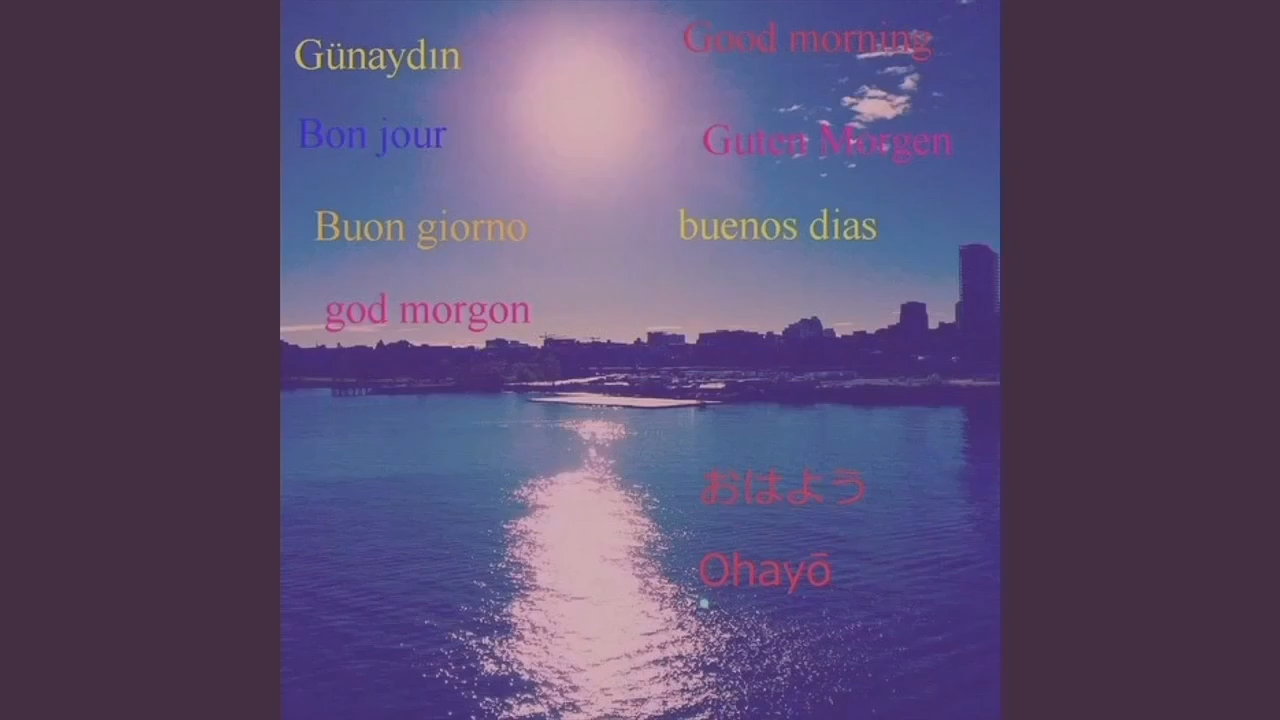 Günaydın
Good morning
Bon jour
Guten Morgen
Buon giorno
buenos dias
god morgon
おはよう
Ohayō